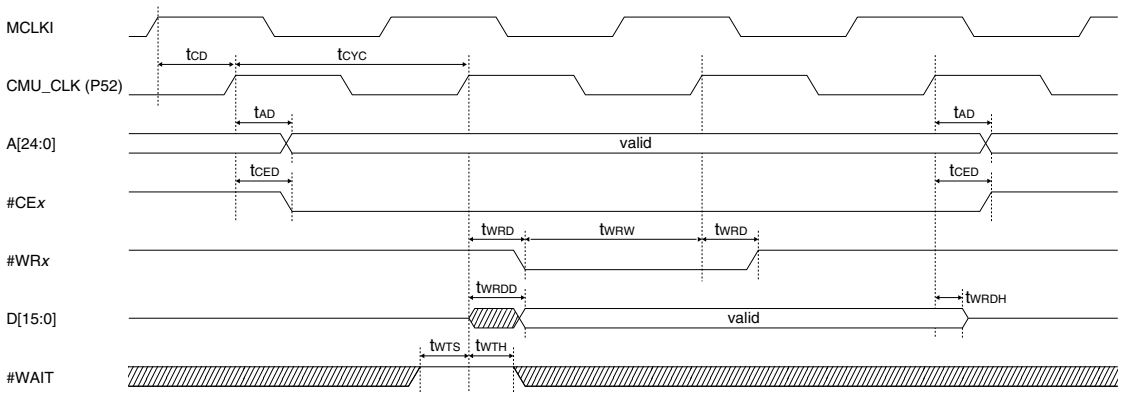 MCLKI
tCD tCYC
CMU_CLK (P52)
tAD tAD
A[24:0] valid
tCED tCED
#CEx
tWRD tWRW tWRD
#WRx
tWRDD tWRDH
D[15:0] valid
tWTS tWTH
#WAIT